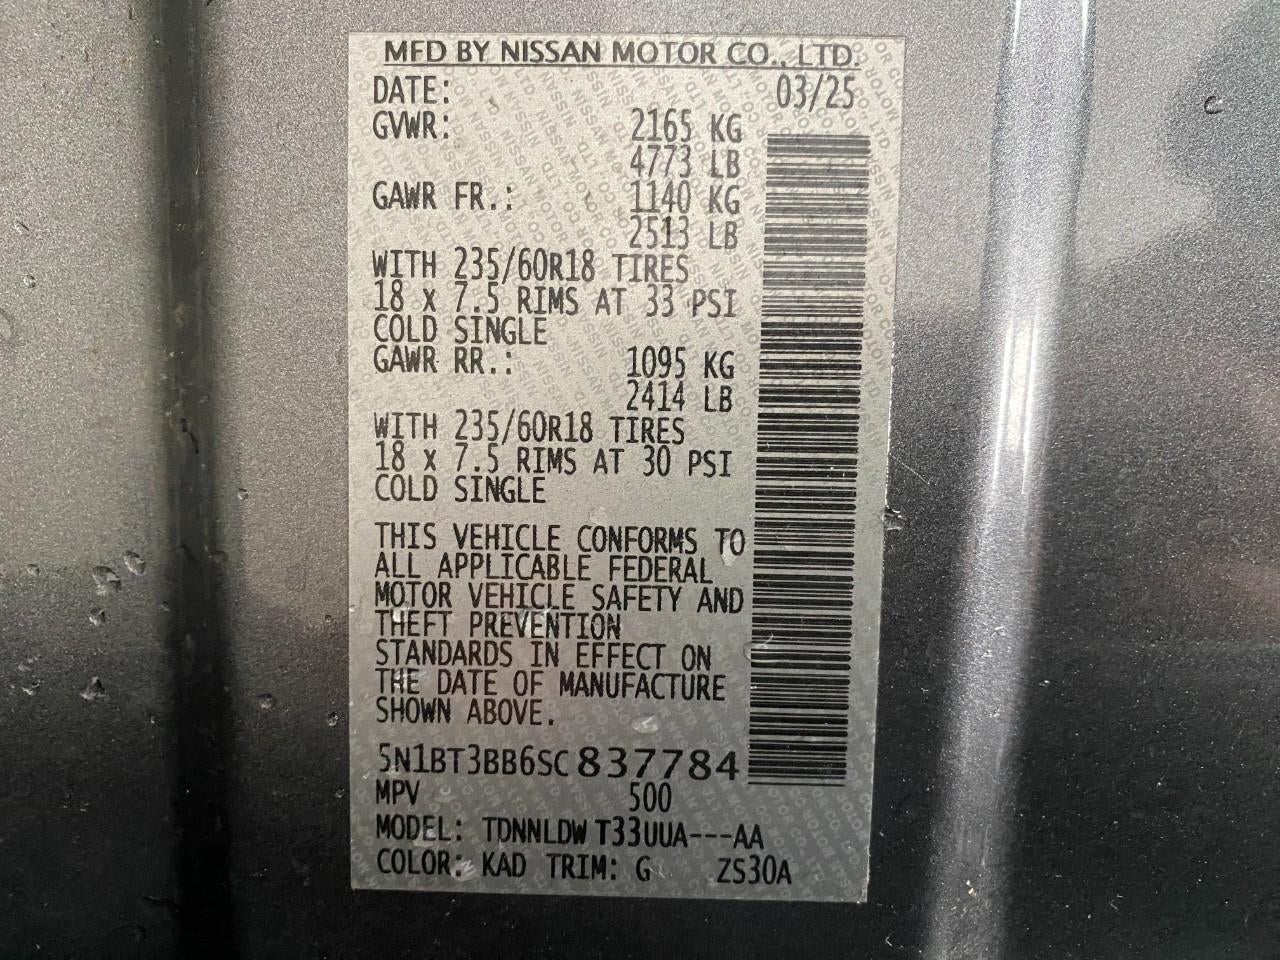 MFD BY NISSAN MOTOR CO., LTD.
DATE: 03/25
GVWR: 2165 KG
4773 LB
GAWR FR.: 1140 KG
2513 LB
WITH 235/60R18 TIRES
18 x 7.5 RIMS AT 33 PSI
COLD SINGLE
GAWR RR.: 1095 KG
2414 LB
WITH 235/60R18 TIRES
18 x 7.5 RIMS AT 30 PSI
COLD SINGLE
THIS VEHICLE CONFORMS TO
ALL APPLICABLE FEDERAL
MOTOR VEHICLE SAFETY AND
THEFT PREVENTION
STANDARDS IN EFFECT ON
THE DATE OF MANUFACTURE
SHOWN ABOVE.
5N1BT3BB6SC837784
MPV 500
MODEL: TDNNLDW T33UUA---AA
COLOR: KAD TRIM: G ZS30A